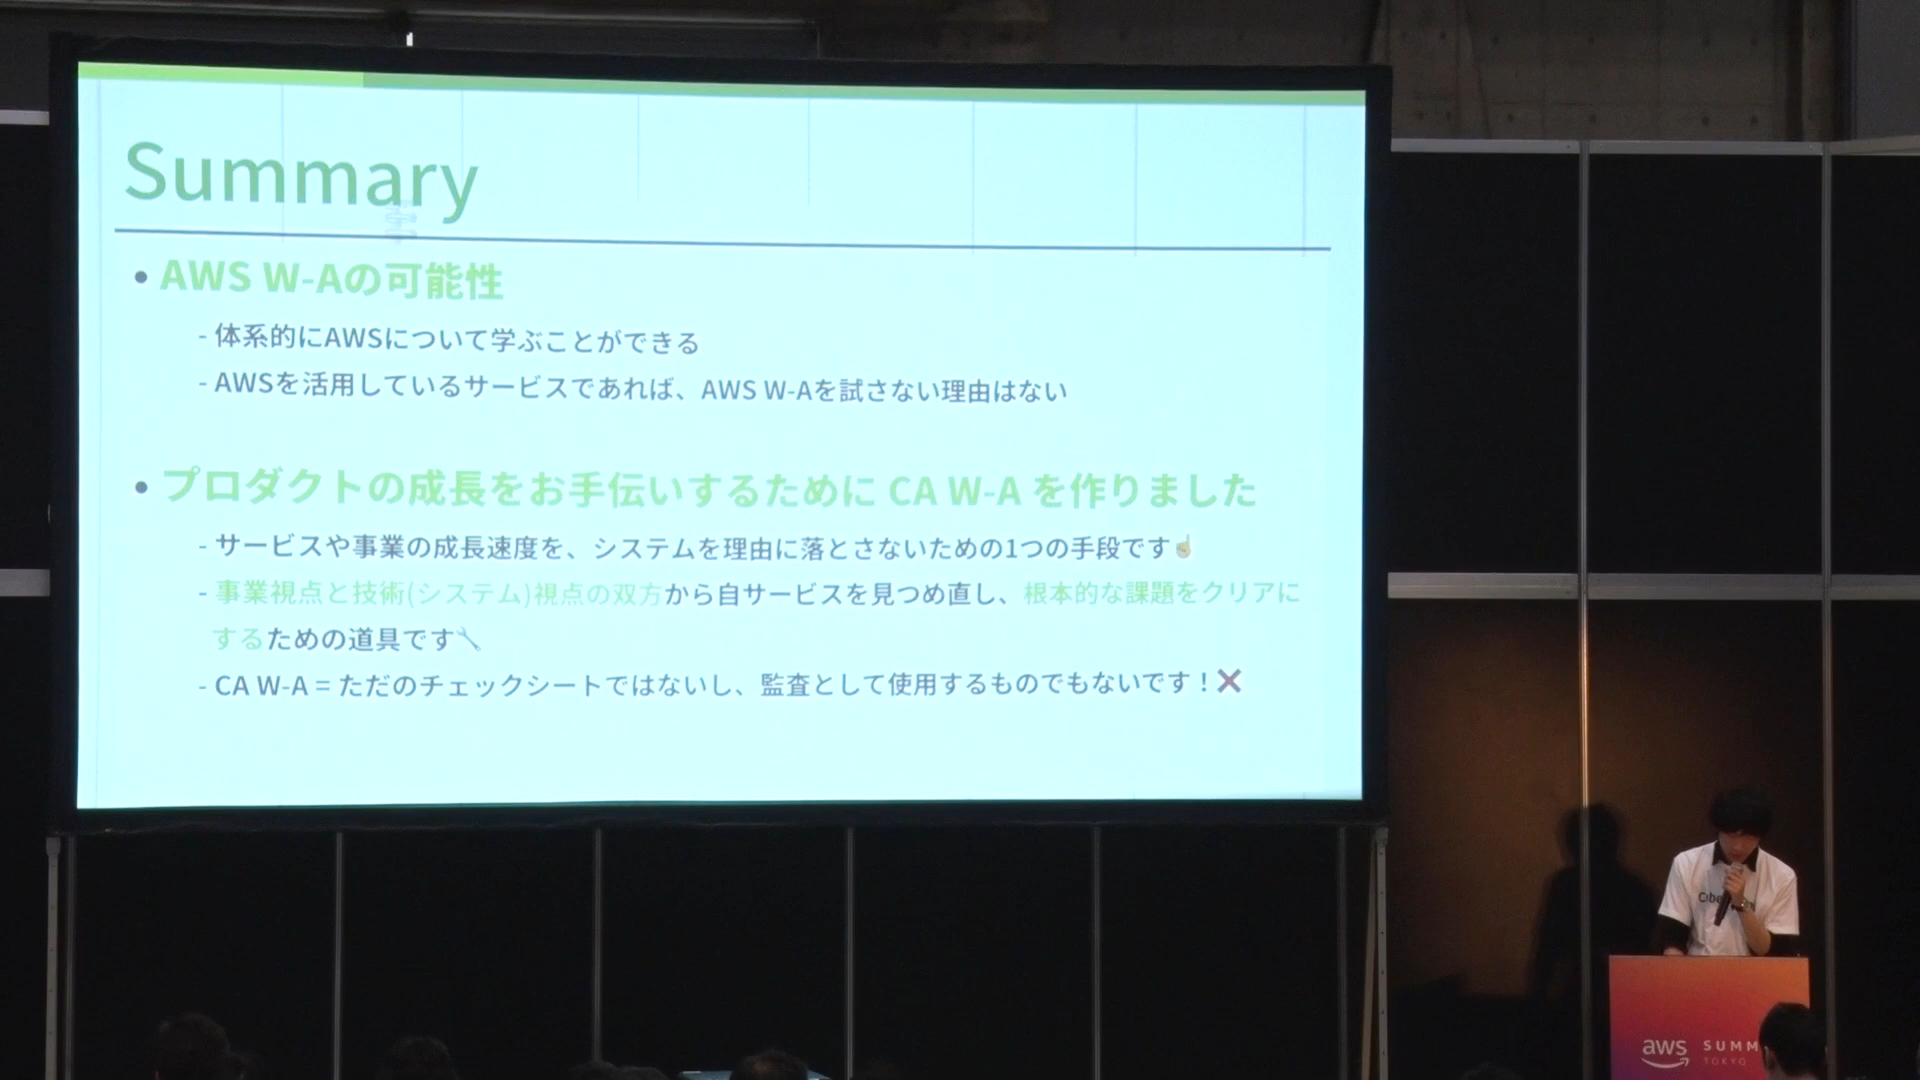 Summary
• AWS W-Aの可能性
- 体系的にAWSについて学ぶことができる
- AWSを活用しているサービスであれば、AWS W-Aを試さない理由はない
• プロダクトの成長をお手伝いするために CA W-A を作りました
- サービスや事業の成長速度を、システムを理由に落とさないための1つの手段です☝
- 事業視点と技術(システム)視点の双方から自サービスを見つめ直し、根本的な課題をクリアに
するための道具です🔧
- CA W-A = ただのチェックシートではないし、監査として使用するものでもないです！❌
aws SUMM
TOKYO